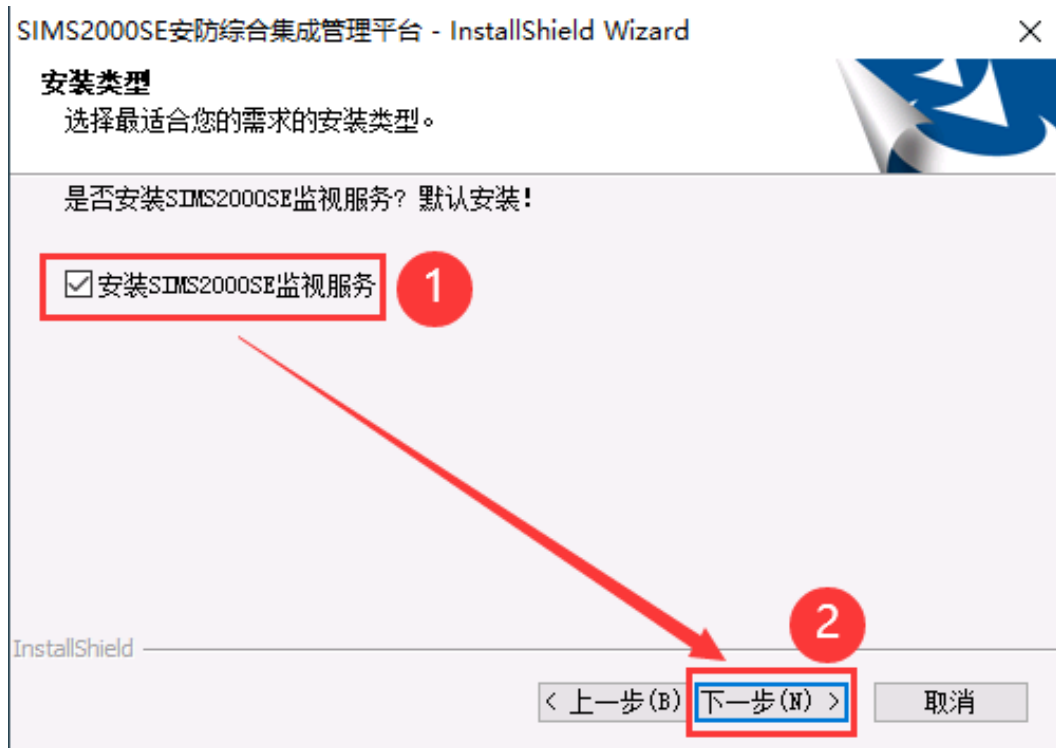 SIMS2000SE安防综合集成管理平台 - InstallShield Wizard
安装类型
选择最适合您的需求的安装类型。
是否安装SIMS2000SE监视服务? 默认安装!
安装SIMS2000SE监视服务
1
2
InstallShield
< 上一步(B) 下一步(N) > 取消